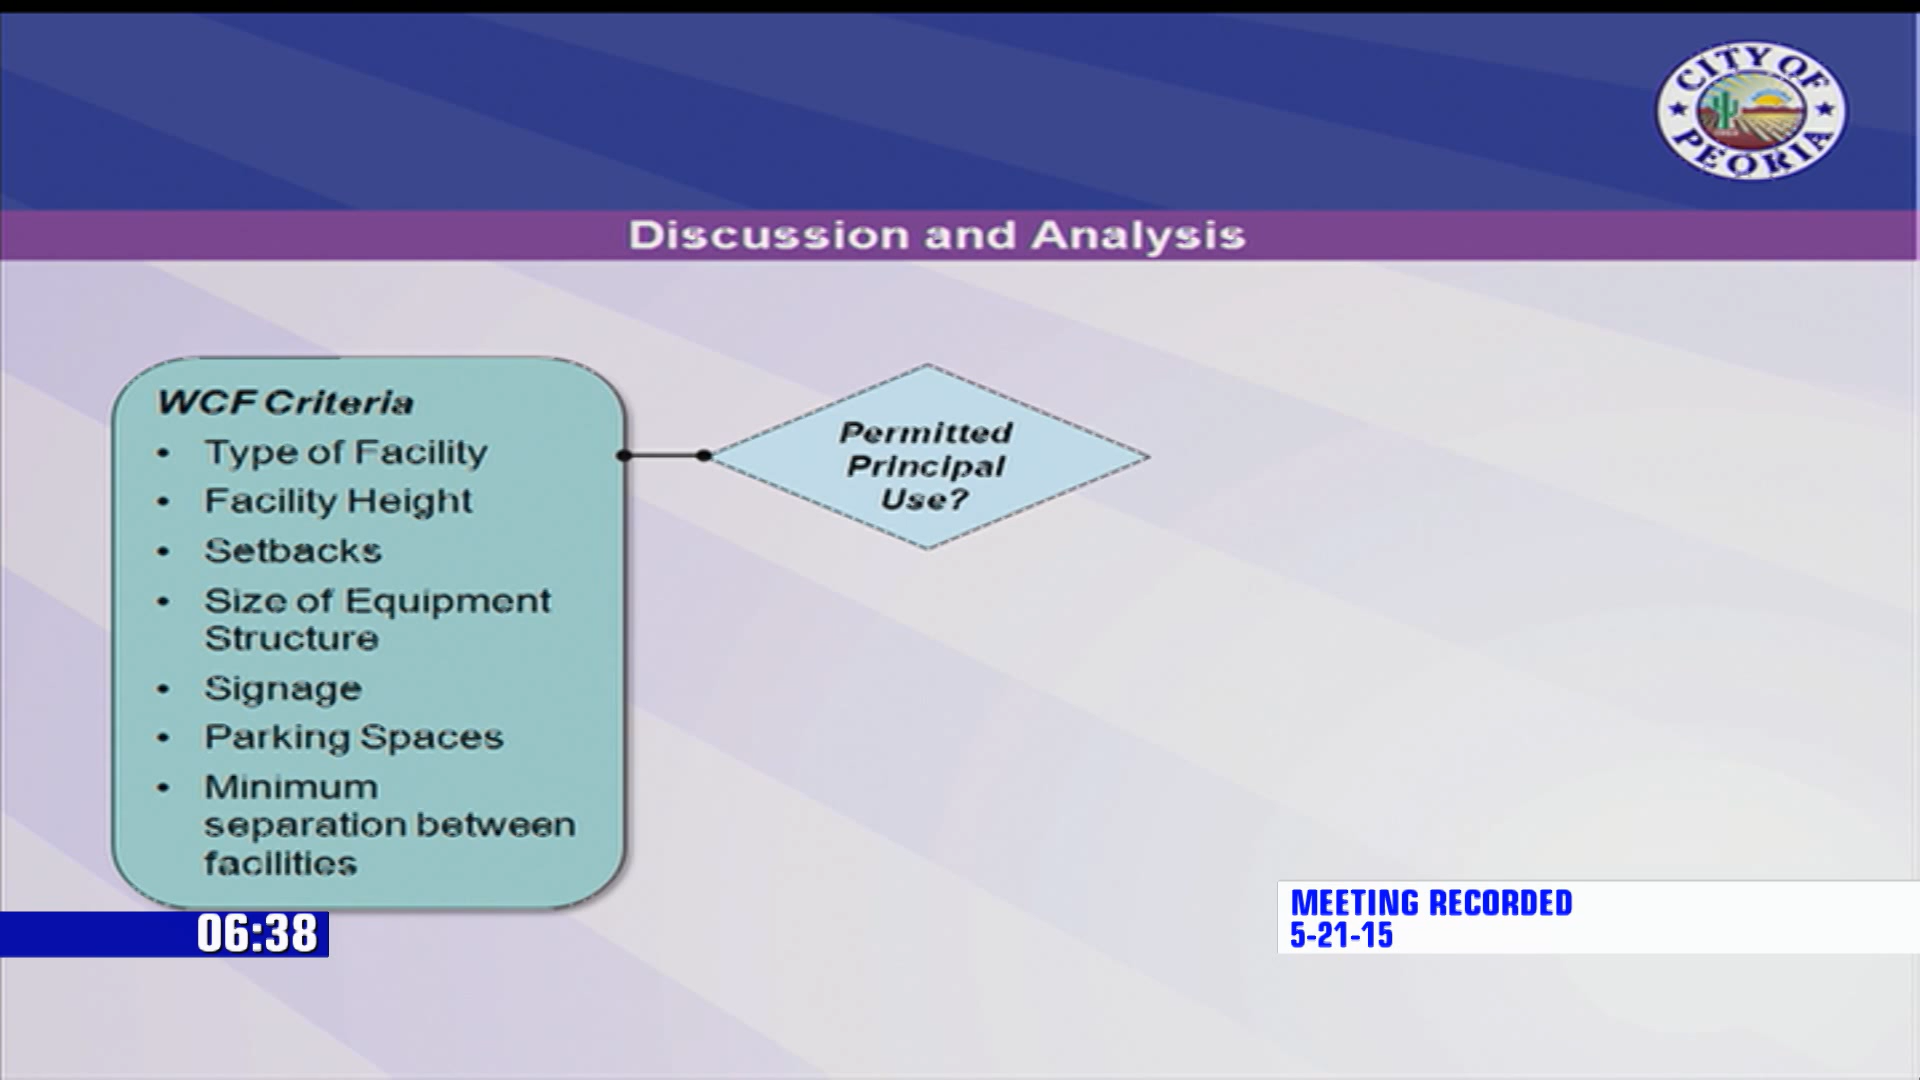 CITY OF
PEORIA
Discussion and Analysis
WCF Criteria
• Type of Facility
• Facility Height
• Setbacks
• Size of Equipment
Structure
• Signage
• Parking Spaces
• Minimum
separation between
facilities
Permitted
Principal
Use?
06:38
MEETING RECORDED
5-21-15